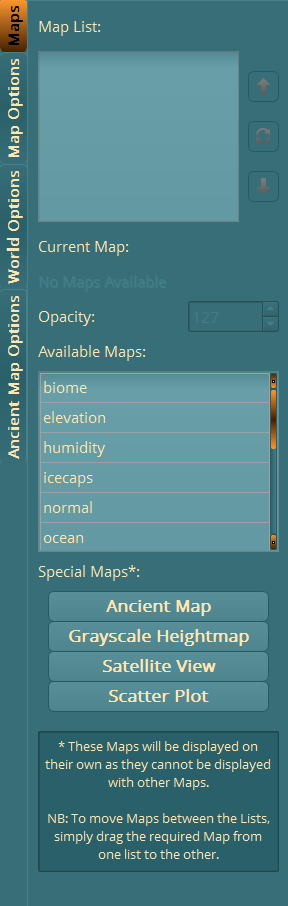 Maps
Map Options
World Options
Ancient Map Options
Map List:
Current Map:
No Maps Available
Opacity:
127
Available Maps:
biome
elevation
humidity
icecaps
normal
ocean
Special Maps*:
Ancient Map
Grayscale Heightmap
Satellite View
Scatter Plot
* These Maps will be displayed on
their own as they cannot be displayed
with other Maps.
NB: To move Maps between the Lists,
simply drag the required Map from
one list to the other.